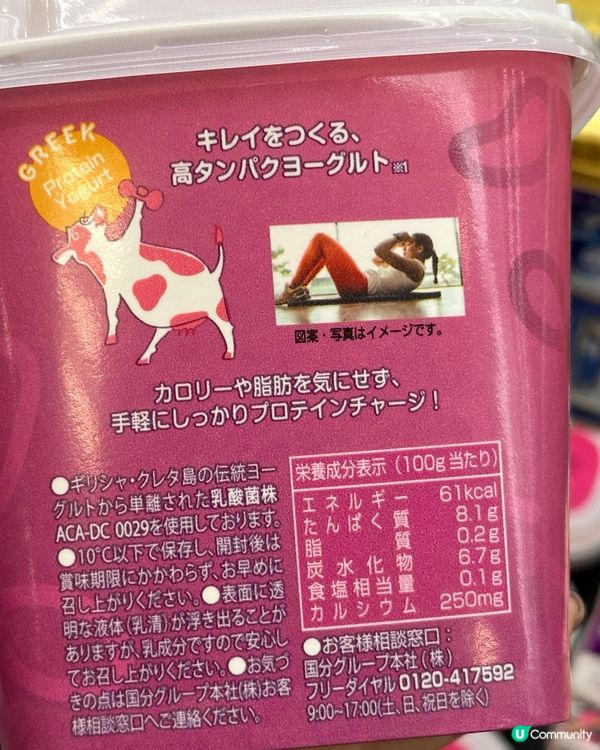 GREEK
Protein
Yogurt
キレイをつくる、
高タンパクヨーグルト※1
図案・写真はイメージです。
カロリーや脂肪を気にせず、
手軽にしっかりプロテインチャージ！
●ギリシャ・クレタ島の伝統ヨー
グルトから単離された乳酸菌株
ACA-DC 0029を使用しております。
●10°C以下で保存し、開封後は
賞味期限にかかわらず、お早めに
召し上がりください。●表面に透
明な液体(乳清)が浮き出ることが
ありますが、乳成分ですので安心し
てお召し上がりください。●お気づ
きの点は国分グループ本社(株)お客
様相談窓口へご連絡ください。
栄養成分表示（100g当たり）
エネルギー 61kcal
たんぱく質 8.1g
脂質 0.2g
炭水化物 6.7g
食塩相当量 0.1g
カルシウム 250mg
●お客様相談窓口：
国分グループ本社（株）
フリーダイヤル0120-417592
9:00~17:00(土、日、祝日を除く)
U Community